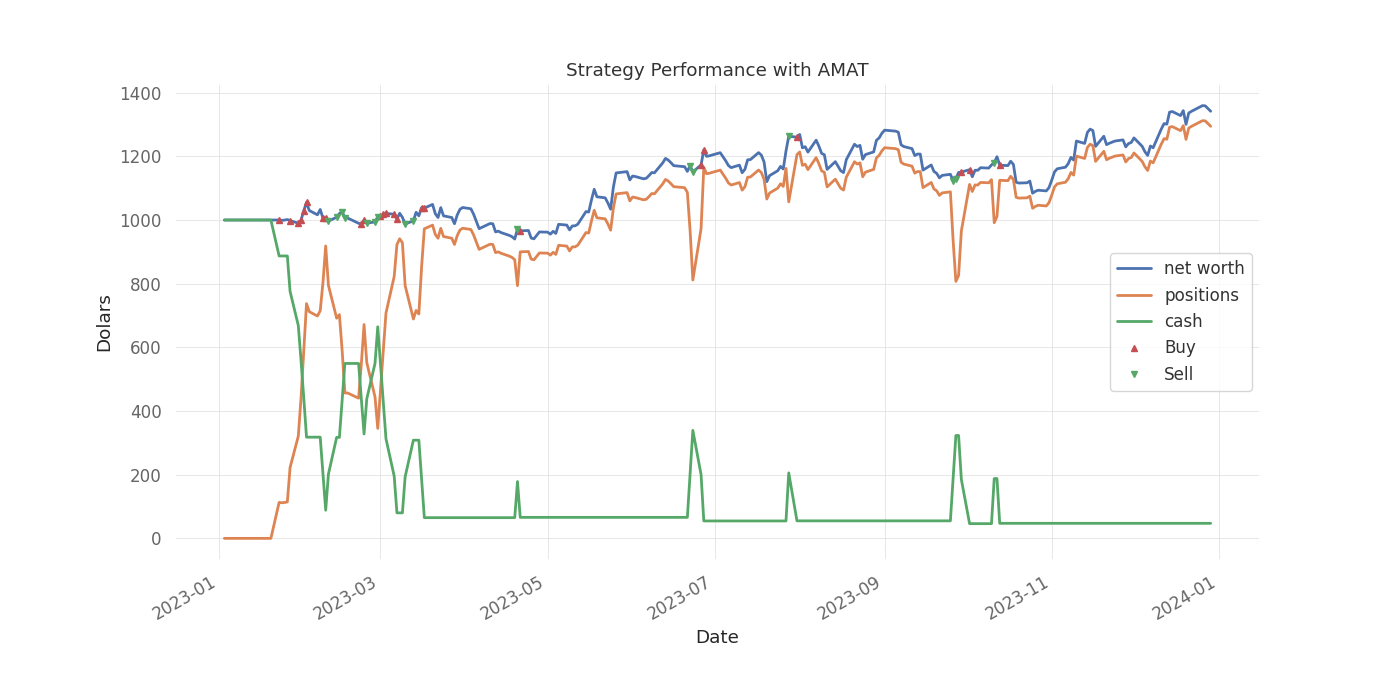 Strategy Performance with AMAT
1400
1200
1000
800
600
400
200
0
Dolars
net worth
positions
cash
Buy
Sell
2023-01
2023-03
2023-05
2023-07
2023-09
2023-11
2024-01
Date